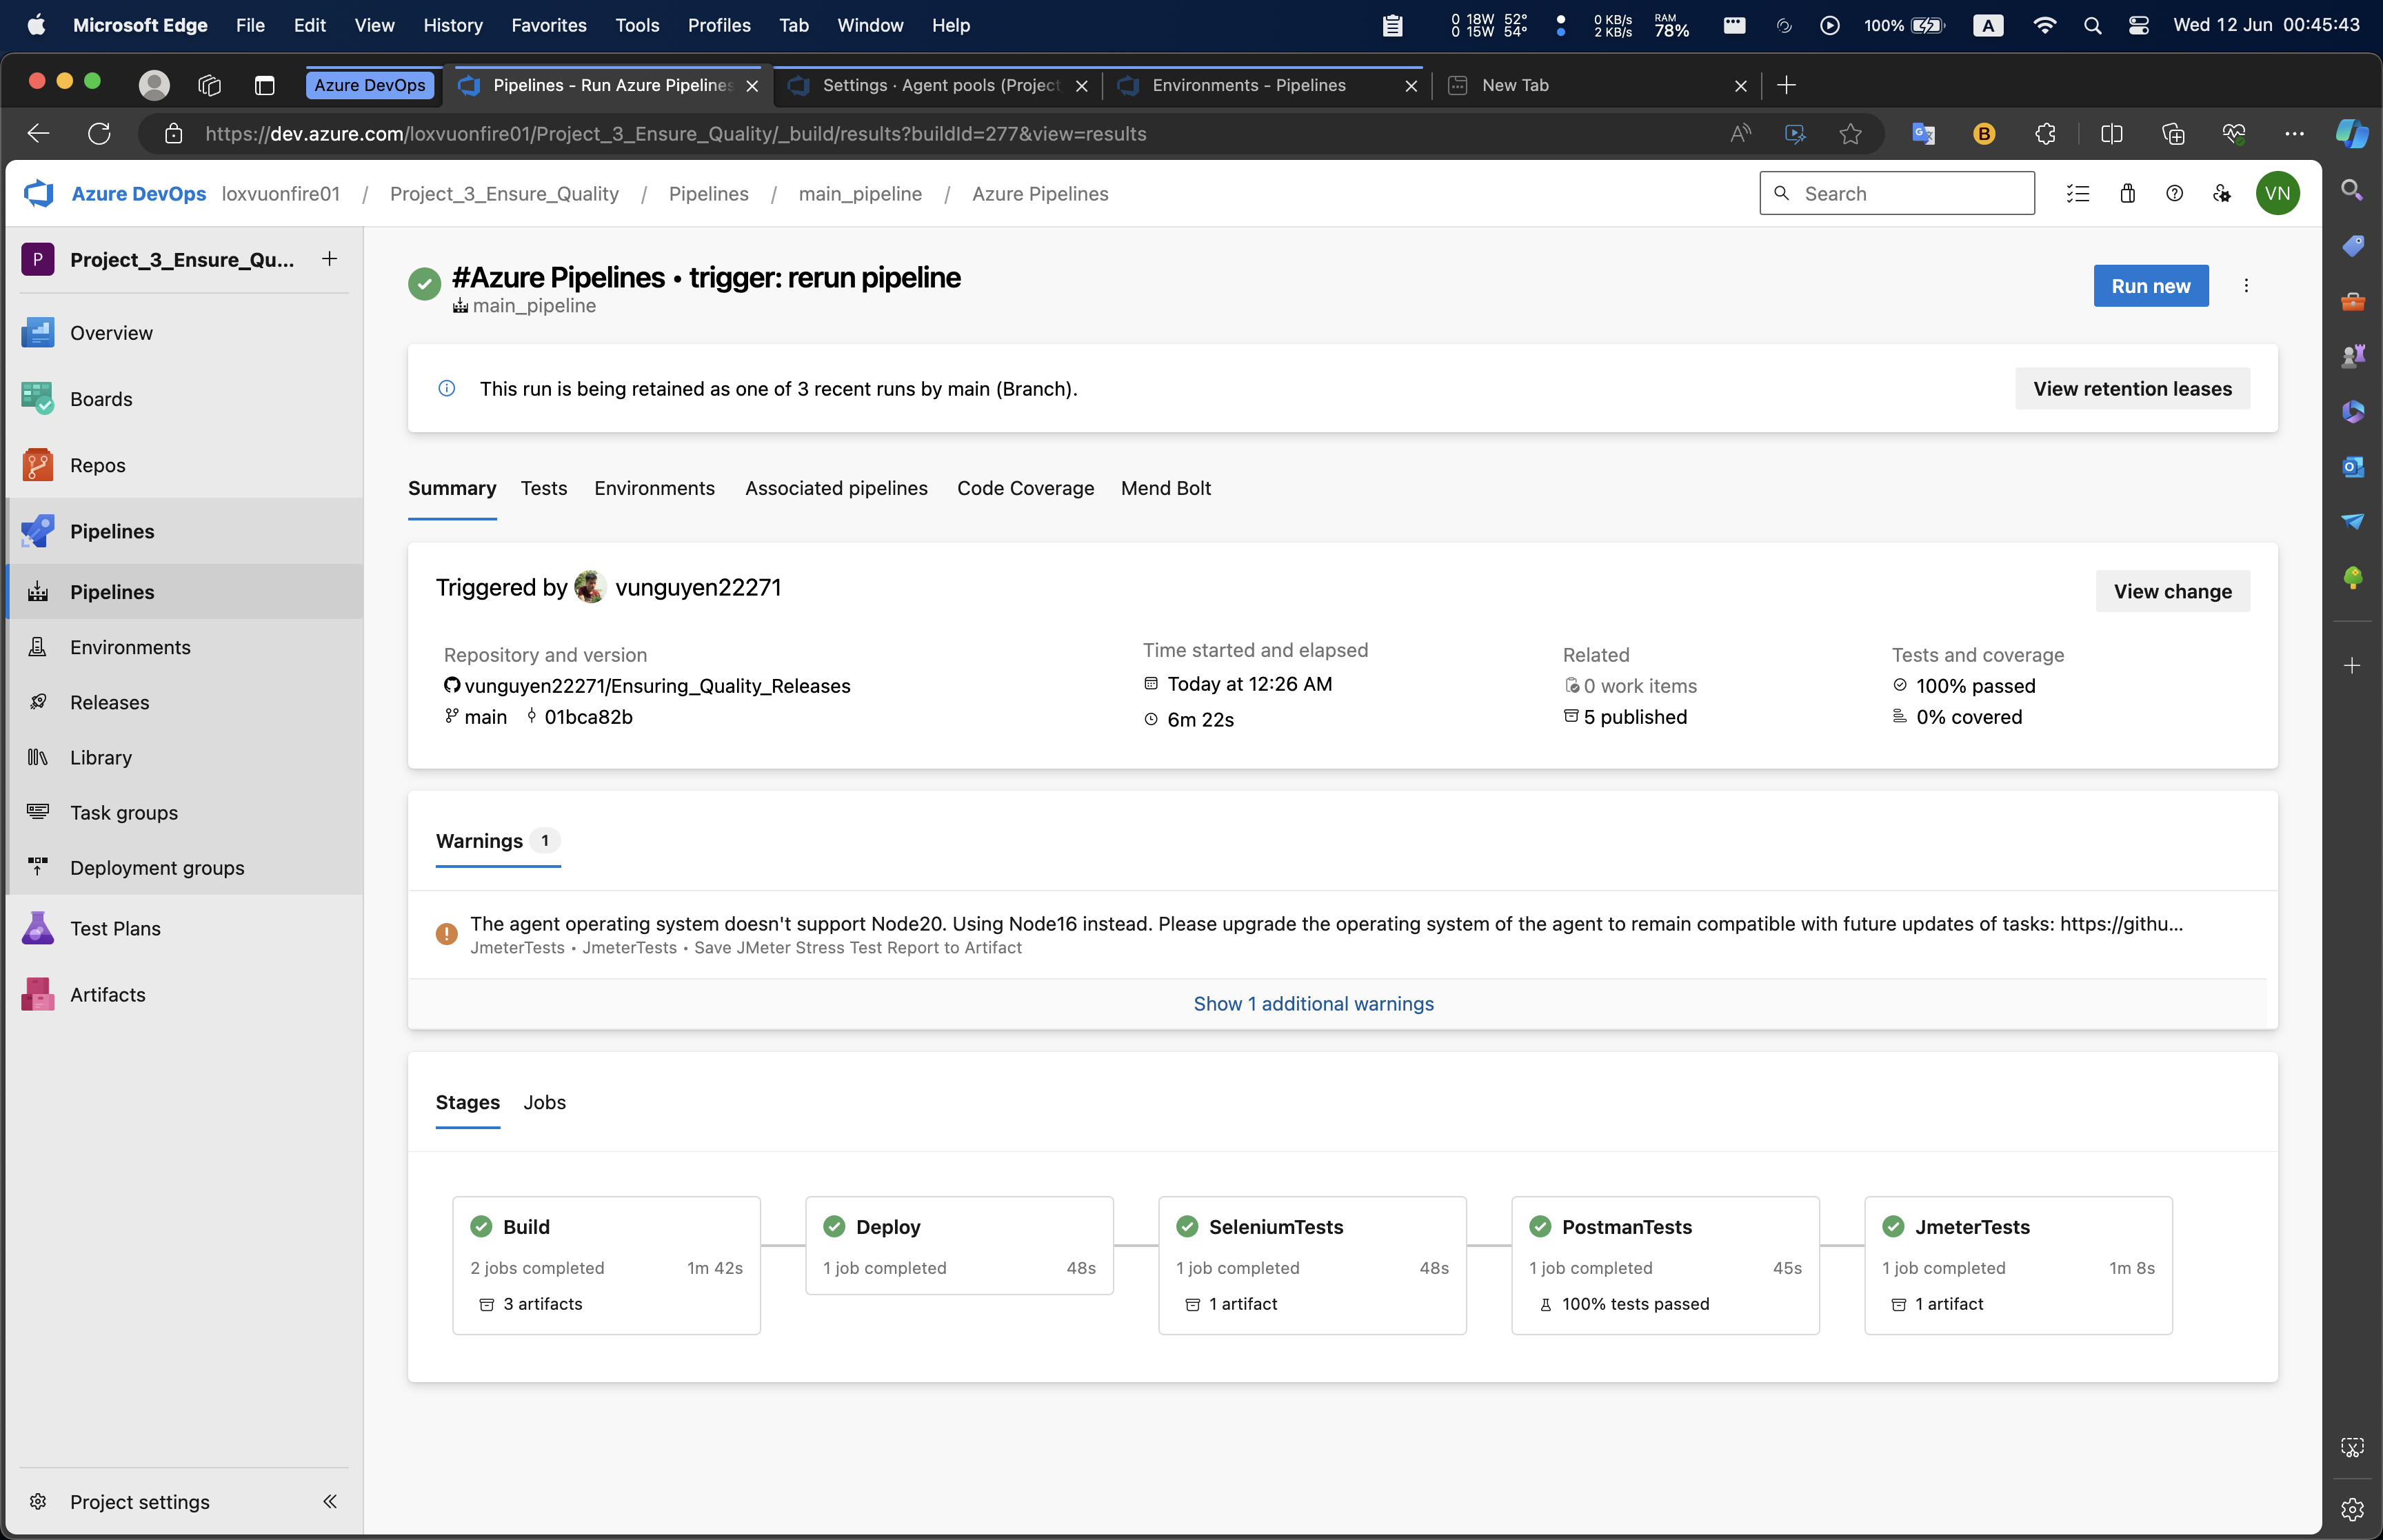 Microsoft Edge File Edit View History Favorites Tools Profiles Tab Window Help 0 18W 52° 0 KB/s RAM 100% A Wed 12 Jun 00:45:43
0 15W 54° 2 KB/s 78%
Azure DevOps Pipelines - Run Azure Pipelines Settings · Agent pools (Project Environments - Pipelines New Tab
https://dev.azure.com/loxvuonfire01/Project_3_Ensure_Quality/_build/results?buildId=277&view=results
Azure DevOps loxvuonfire01 / Project_3_Ensure_Quality / Pipelines / main_pipeline / Azure Pipelines Search VN
P Project_3_Ensure_Qu...
Overview
Boards
Repos
Pipelines
Pipelines
Environments
Releases
Library
Task groups
Deployment groups
Test Plans
Artifacts
Project settings
#Azure Pipelines • trigger: rerun pipeline
main_pipeline
Run new
This run is being retained as one of 3 recent runs by main (Branch).
View retention leases
Summary Tests Environments Associated pipelines Code Coverage Mend Bolt
Triggered by vunguyen22271
View change
Repository and version
vunguyen22271/Ensuring_Quality_Releases
main 01bca82b
Time started and elapsed
Today at 12:26 AM
6m 22s
Related
0 work items
5 published
Tests and coverage
100% passed
0% covered
Warnings 1
The agent operating system doesn't support Node20. Using Node16 instead. Please upgrade the operating system of the agent to remain compatible with future updates of tasks: https://githu...
JmeterTests • JmeterTests • Save JMeter Stress Test Report to Artifact
Show 1 additional warnings
Stages Jobs
Build
2 jobs completed 1m 42s
3 artifacts
Deploy
1 job completed 48s
SeleniumTests
1 job completed 48s
1 artifact
PostmanTests
1 job completed 45s
100% tests passed
JmeterTests
1 job completed 1m 8s
1 artifact